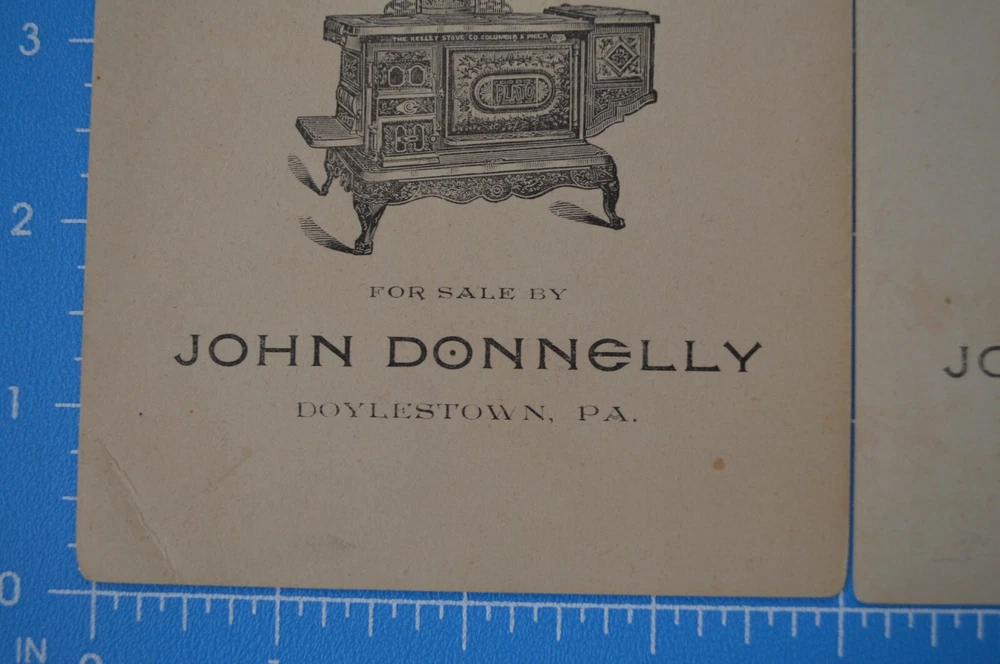 THE KELLEY STOVE CO. COLUMBIA & PHILA
PLATO
FOR SALE BY
JOHN DONNELLY
DOYLESTOWN, PA.
JO
3
2
1
0
IN